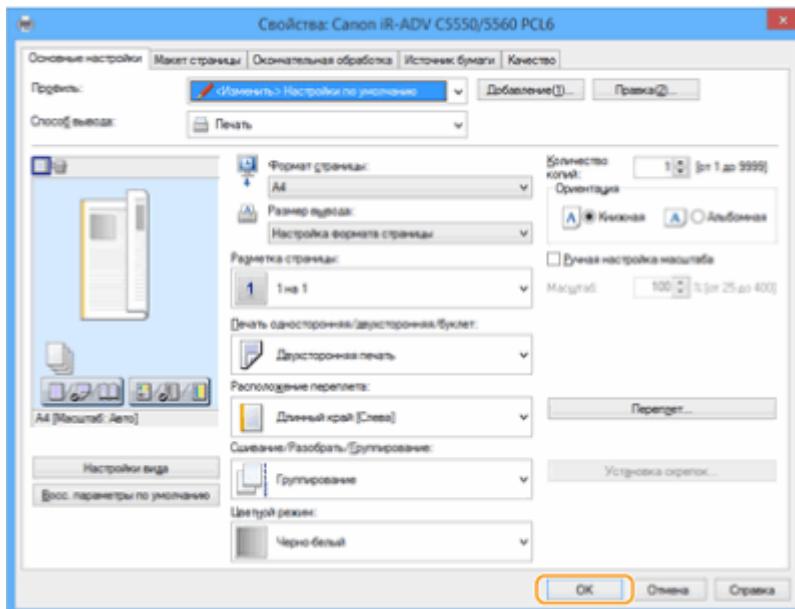 Свойства: Canon iR-ADV C5550/5560 PCL6
Основные настройки Макет страницы Окончательная обработка Источник бумаги Качество
Профиль: <Изменить> Настройки по умолчанию Добавление(1)... Правка(2)...
Способ вывода: Печать
Формат страницы:
A4
Размер вывода:
Настройка формата страницы
Количество копий: 1 [от 1 до 9999]
Ориентация
A Книжная A Альбомная
Разметка страницы:
1 1 на 1
Ручная настройка масштаба
Масштаб: 100 % [от 25 до 400]
Печать односторонняя/двухсторонняя/буклет:
Двухсторонняя печать
Расположение переплета:
Длинный край [Слева]
Переплет...
A4 [Масштаб: Авто]
Сшивание/Разобрать/Группирование:
Группирование
Установка скрепок...
Настройки вида
Восс. параметры по умолчанию
Цветной режим:
Черно-белый
OK Отмена Справка